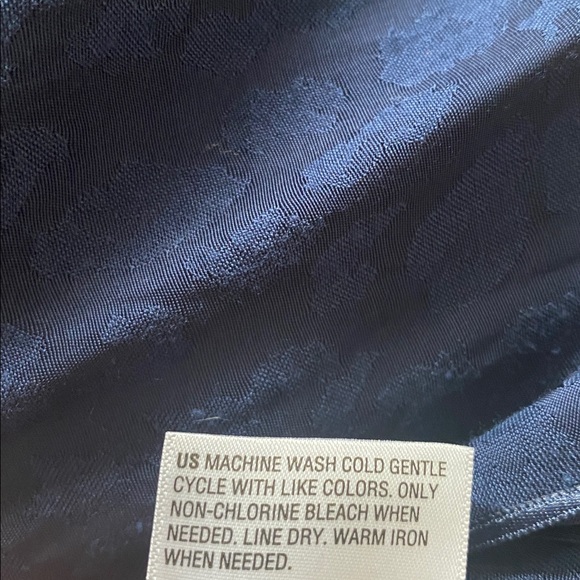 US MACHINE WASH COLD GENTLE
CYCLE WITH LIKE COLORS. ONLY
NON-CHLORINE BLEACH WHEN
NEEDED. LINE DRY. WARM IRON
WHEN NEEDED.